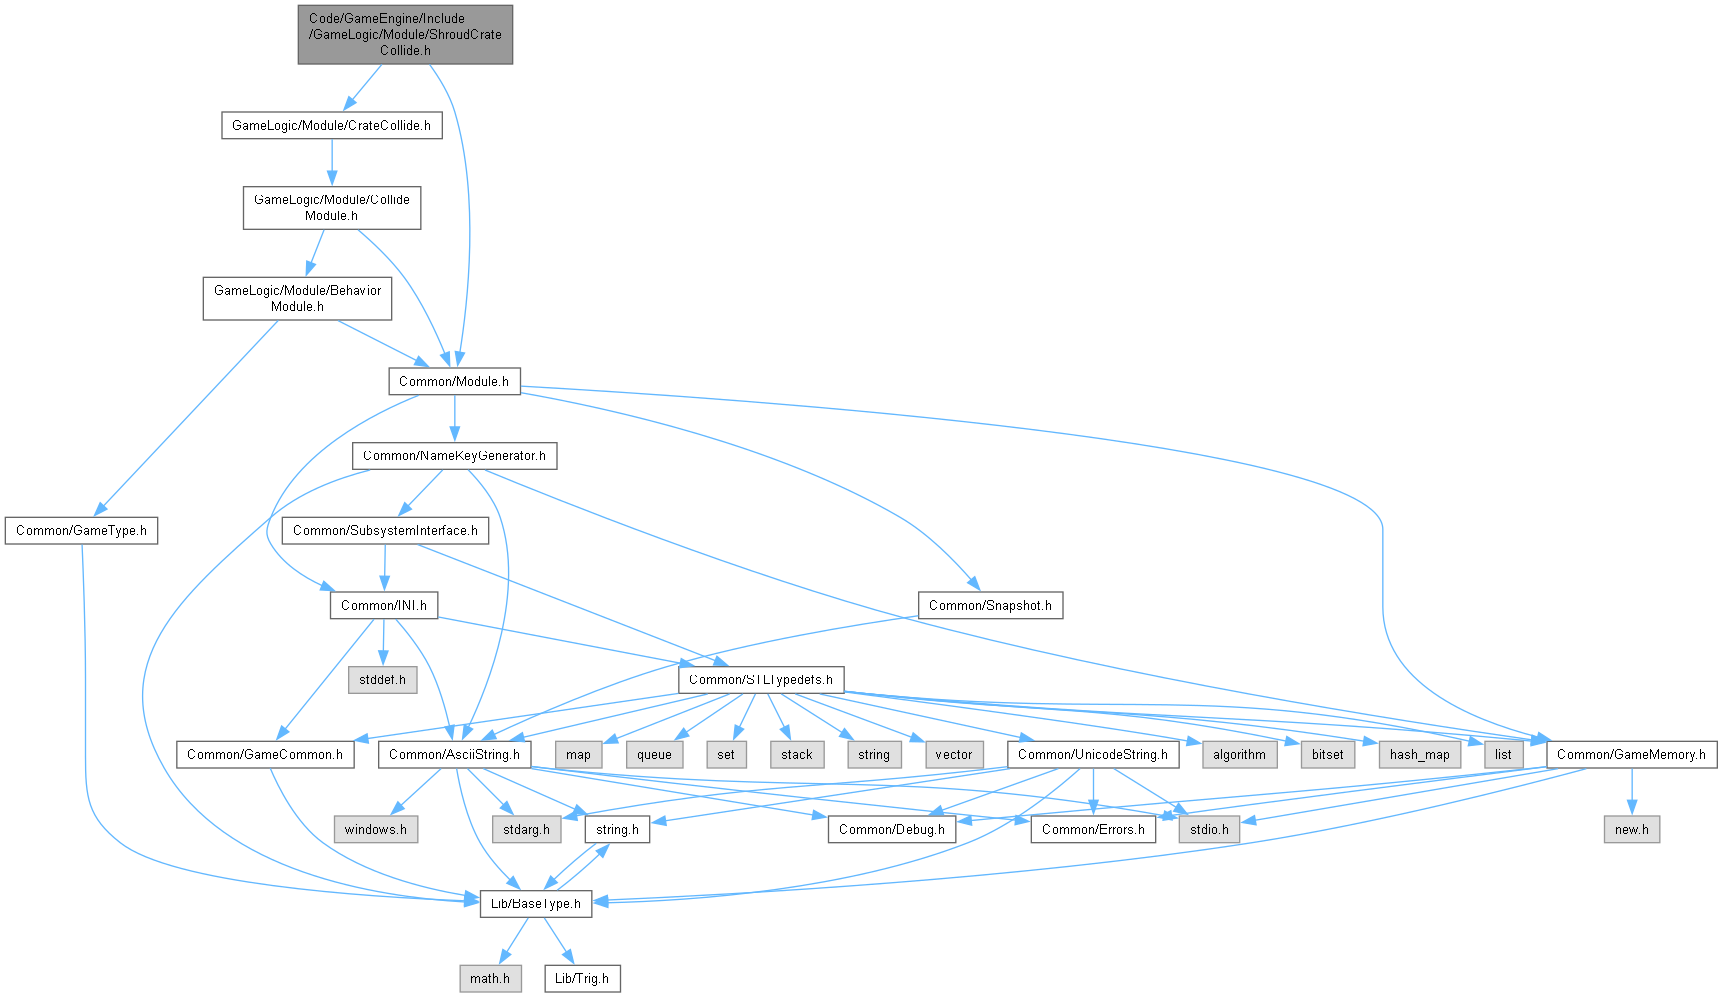 Code/GameEngine/Include
/GameLogic/Module/ShroudCrate
Collide.h
GameLogic/Module/CrateCollide.h
GameLogic/Module/Collide
Module.h
GameLogic/Module/Behavior
Module.h
Common/Module.h
Common/NameKeyGenerator.h
Common/GameType.h
Common/SubsystemInterface.h
Common/INI.h
Common/Snapshot.h
stddef.h
Common/STLTypedefs.h
Common/GameCommon.h
Common/AsciiString.h
map
queue
set
stack
string
vector
Common/UnicodeString.h
algorithm
bitset
hash_map
list
Common/GameMemory.h
windows.h
stdarg.h
string.h
Common/Debug.h
Common/Errors.h
stdio.h
new.h
Lib/BaseType.h
math.h
Lib/Trig.h